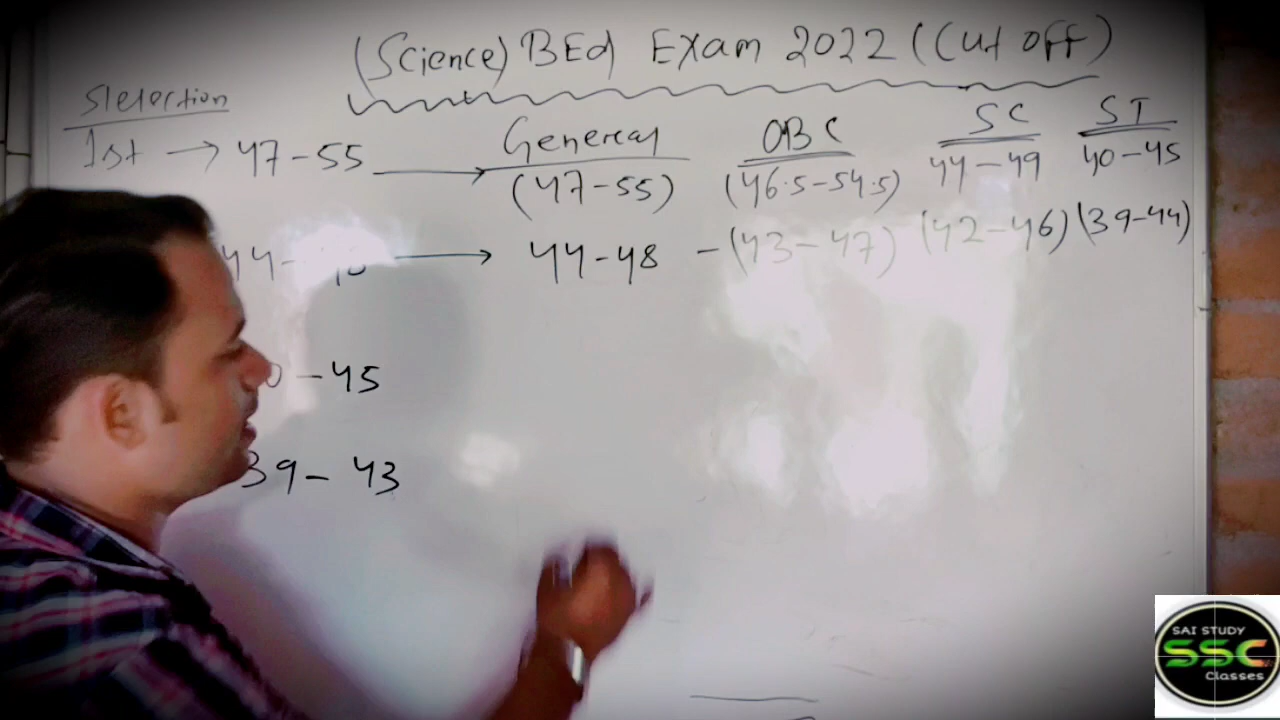 (Science) BEd Exam 2022 (Cut off)
Slelection
1st → 47-55 → General OBC SC ST
(47-55) (46.5-54.5) 44-49 40-45
44- → 44-48 -(43-47) (42-46) (39-44)
-45
39-43
SAI STUDY
SSC
Classes